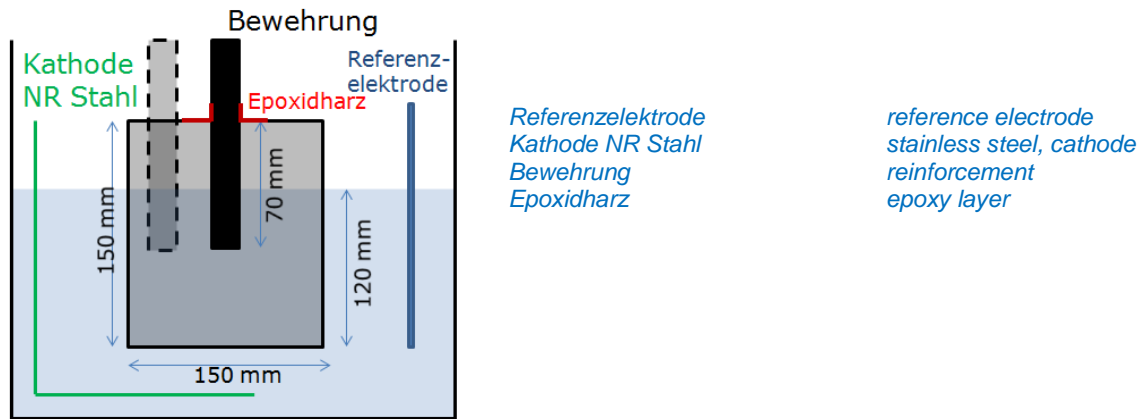 Bewehrung
Kathode
NR Stahl
Referenz-
elektrode
Epoxidharz
150 mm
70 mm
120 mm
150 mm
Referenzelektrode reference electrode
Kathode NR Stahl stainless steel, cathode
Bewehrung reinforcement
Epoxidharz epoxy layer